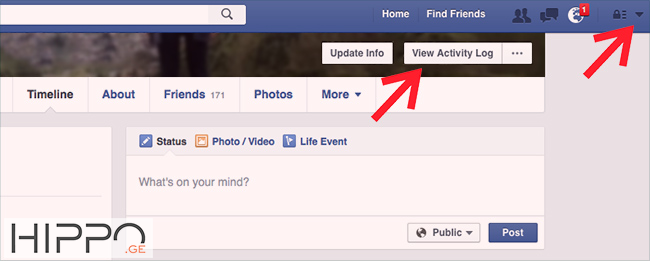 Home Find Friends 1
Update Info View Activity Log ...
Timeline About Friends 171 Photos More
Status Photo / Video Life Event
What's on your mind?
Public Post
HIPPO
.GE